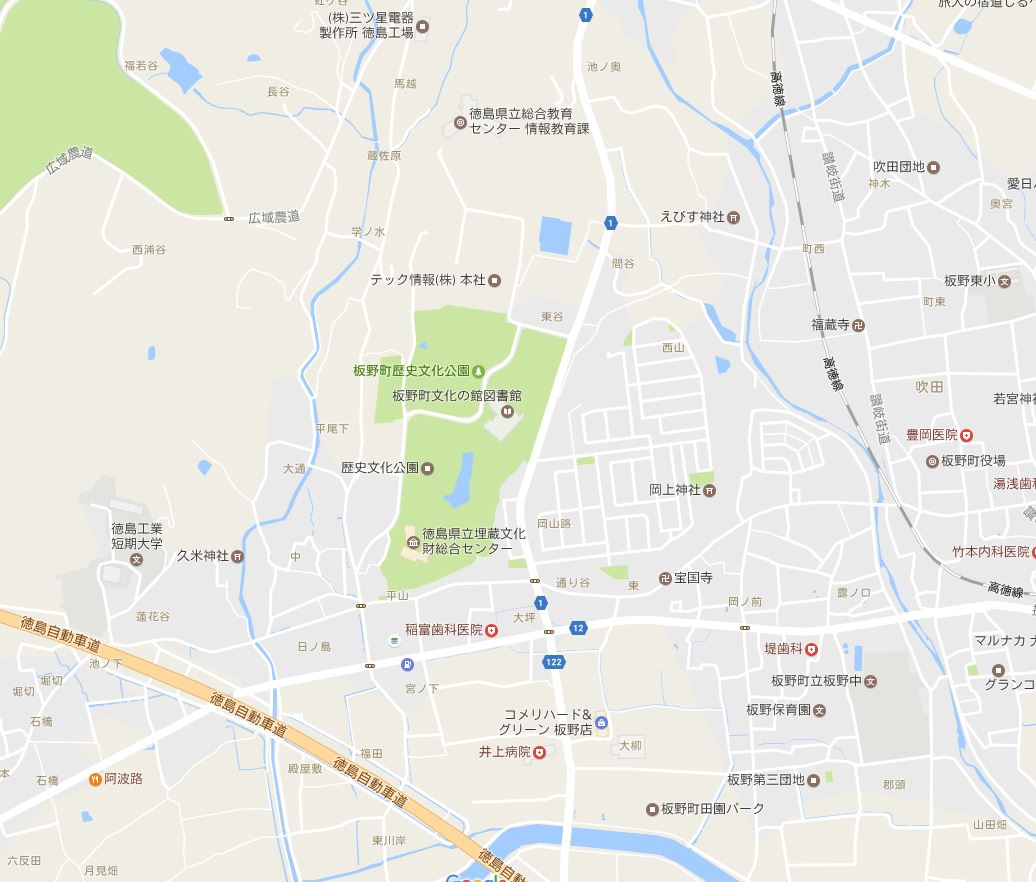 虹ケ谷
(株)三ツ星電器
製作所 徳島工場
1
福若谷
長谷
馬越
池ノ奥
高徳線
徳島県立総合教育
センター 情報教育課
広域農道
蔵佐原
讃岐街道
吹田団地
神木
愛日
奥宮
広域農道
学ノ水
1
えびす神社
西浦谷
間谷
町西
テック情報(株) 本社
板野東小
町東
東谷
福蔵寺
西山
高徳線
板野町歴史文化公園
板野町文化の館図書館
吹田
若宮神
讃岐街道
平尾下
豊岡医院
大通
歴史文化公園
板野町役場
湯浅歯
岡上神社
徳島工業
短期大学
岡山路
徳島県立埋蔵文化
財総合センター
久米神社
中
竹本内科医院
通り谷
東
宝国寺
高徳線
平山
1
岡ノ前
露ノ口
蓮花谷
大坪
徳島自動車道
稲富歯科医院
12
日ノ島
堤歯科
マルナカ
池ノ下
122
堀切
堀切
徳島自動車道
宮ノ下
板野町立板野中
グランコ
石橋
コメリハード&
グリーン 板野店
板野保育園
福田
井上病院
大柳
殿屋敷
徳島自動車道
石橋
阿波路
板野第三団地
郡頭
板野町田園パーク
山田畑
東川岸
六反田
月見畑
徳島自動
Google